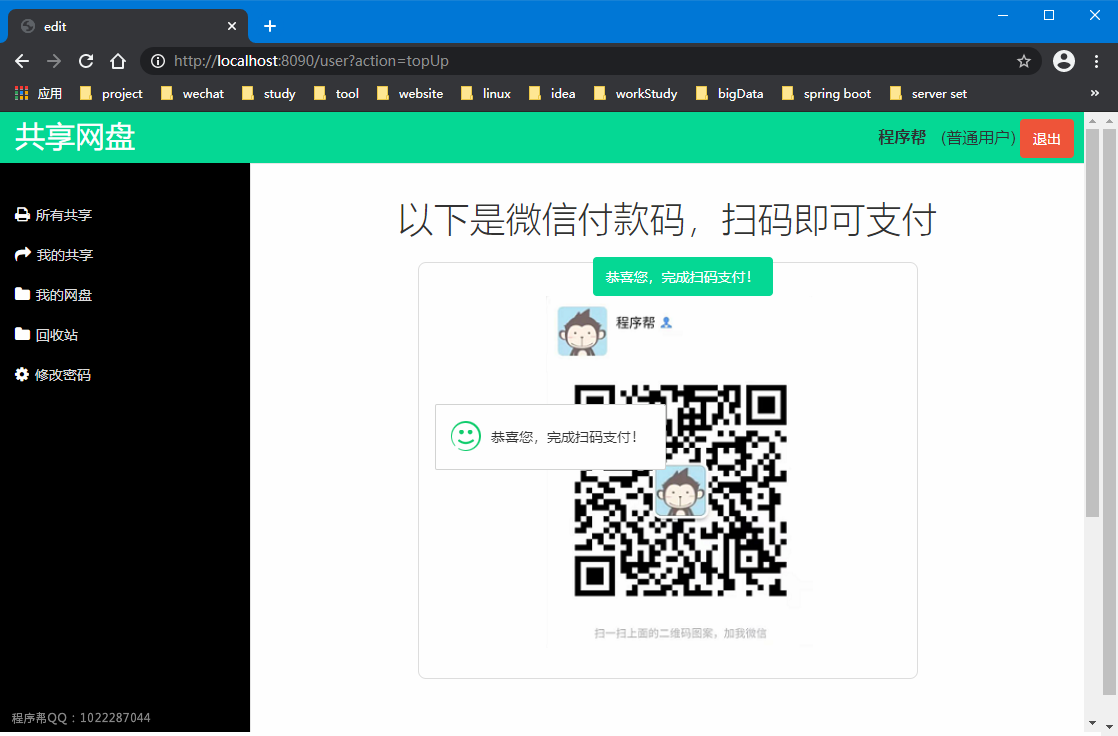 edit
http://localhost:8090/user?action=topUp
应用 project wechat study tool website linux idea workStudy bigData spring boot server set
共享网盘 程序帮 (普通用户) 退出
所有共享
我的共享
我的网盘
回收站
修改密码
程序帮QQ：1022287044
以下是微信付款码，扫码即可支付
恭喜您，完成扫码支付！
程序帮
恭喜您，完成扫码支付！
扫一扫上面的二维码图案，加我微信